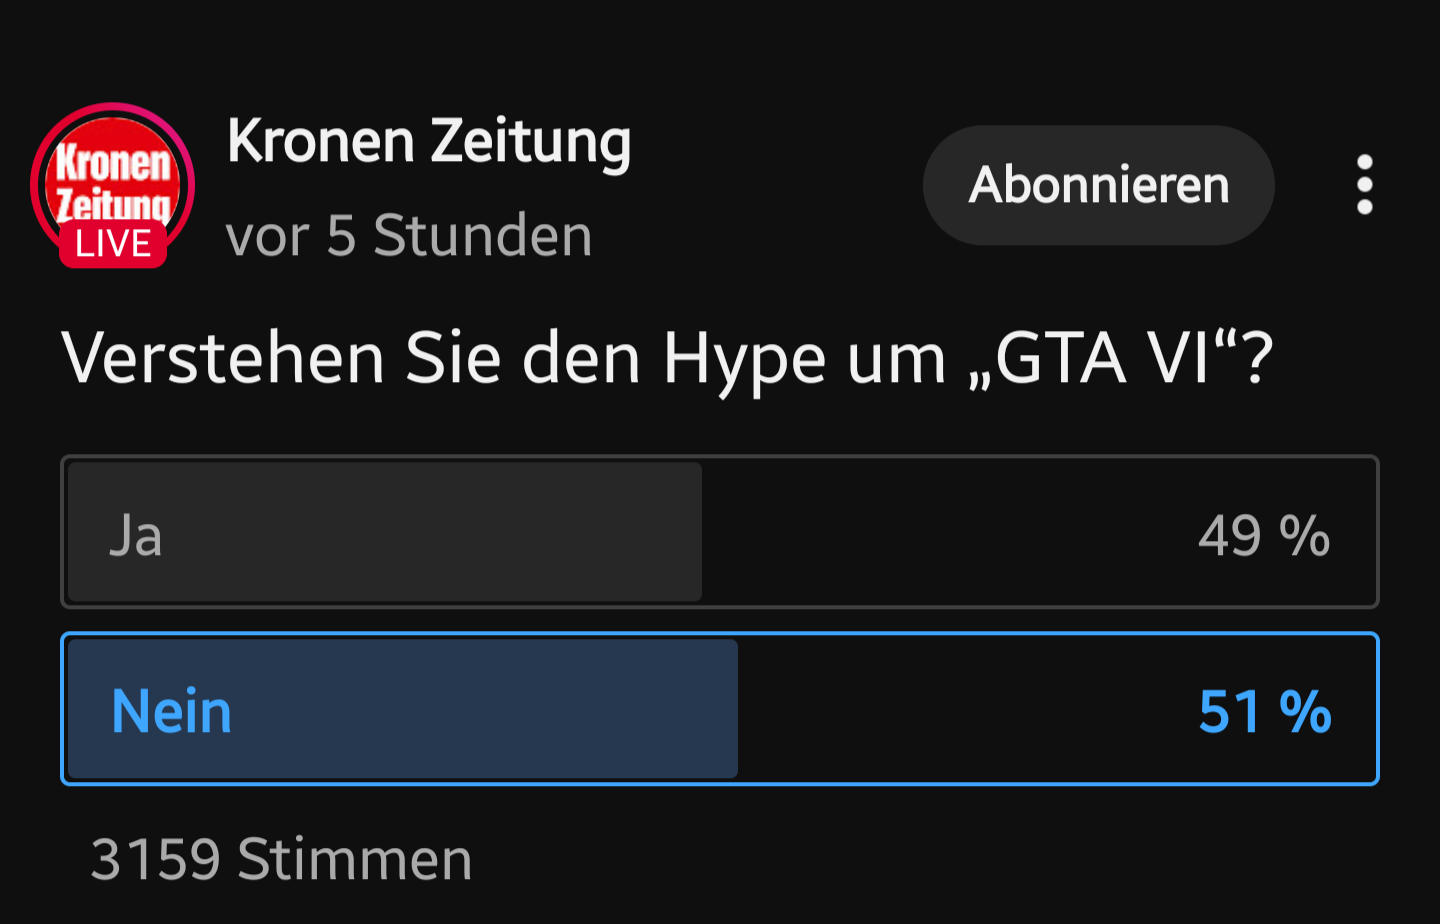 Kronen
Zeitung
LIVE
Kronen Zeitung
vor 5 Stunden
Abonnieren
Verstehen Sie den Hype um „GTA VI“?
Ja
49 %
Nein
51 %
3159 Stimmen